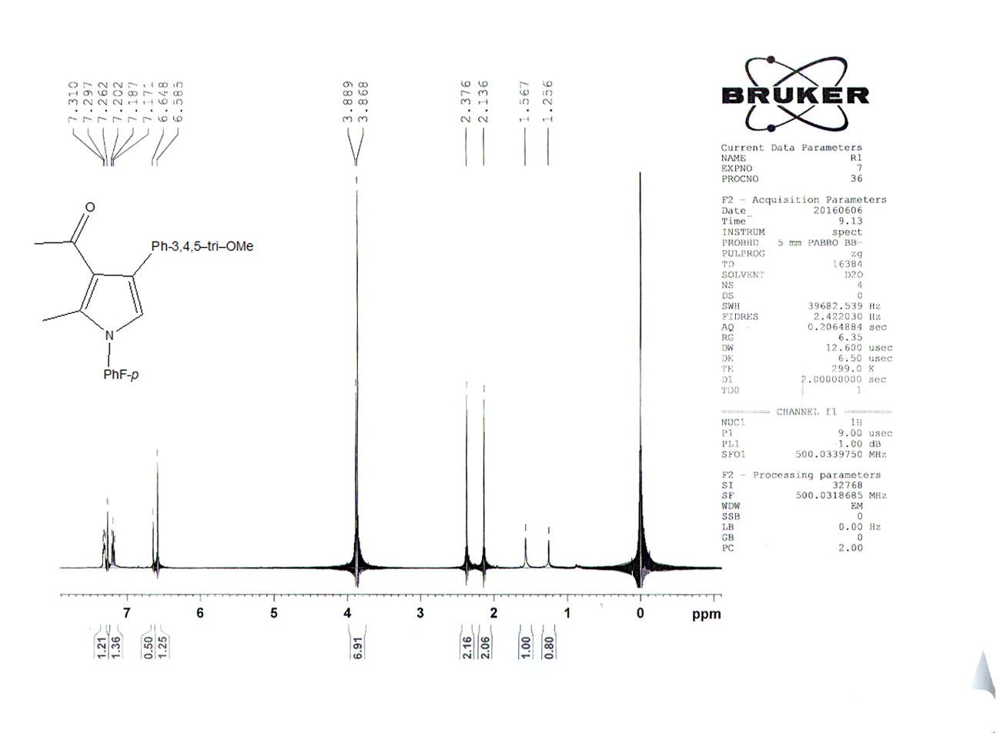 7.310
7.297
7.262
7.202
7.187
7.171
6.648
6.585
3.889
3.868
2.376
2.136
1.567
1.256
BRUKER
O
Ph-3,4,5–tri–OMe
N
PhF-p
Current Data Parameters
NAME R1
EXPNO 7
PROCNO 36
F2 - Acquisition Parameters
Date_ 20160606
Time 9.13
INSTRUM spect
PROBHD 5 mm PABBO BB-
PULPROG zg
TD 16384
SOLVENT D2O
NS 4
DS 0
SWH 39682.539 Hz
FIDRES 2.422030 Hz
AQ 0.2064884 sec
RG 6.35
DW 12.600 usec
DE 6.50 usec
TE 299.0 K
D1 2.00000000 sec
TD0 1
======== CHANNEL f1 ========
NUC1 1H
P1 9.00 usec
PL1 -1.00 dB
SFO1 500.0339750 MHz
F2 - Processing parameters
SI 32768
SF 500.0318685 MHz
WDW EM
SSB 0
LB 0.00 Hz
GB 0
PC 2.00
7 6 5 4 3 2 1 0 ppm
1.21
1.36
0.50
1.25
6.91
2.16
2.06
1.00
0.80